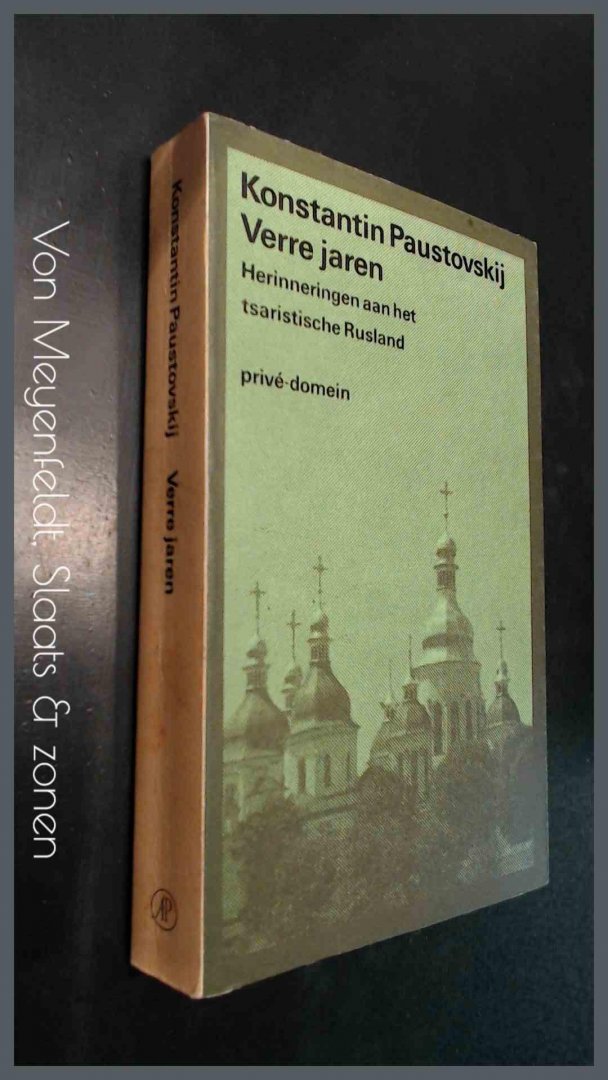 Konstantin Paustovskij
Verre jaren
Herinneringen aan het
tsaristische Rusland
privé-domein
Konstantin Paustovskij Verre jaren
AP
Von Meyenfeldt, Slaats & zonen